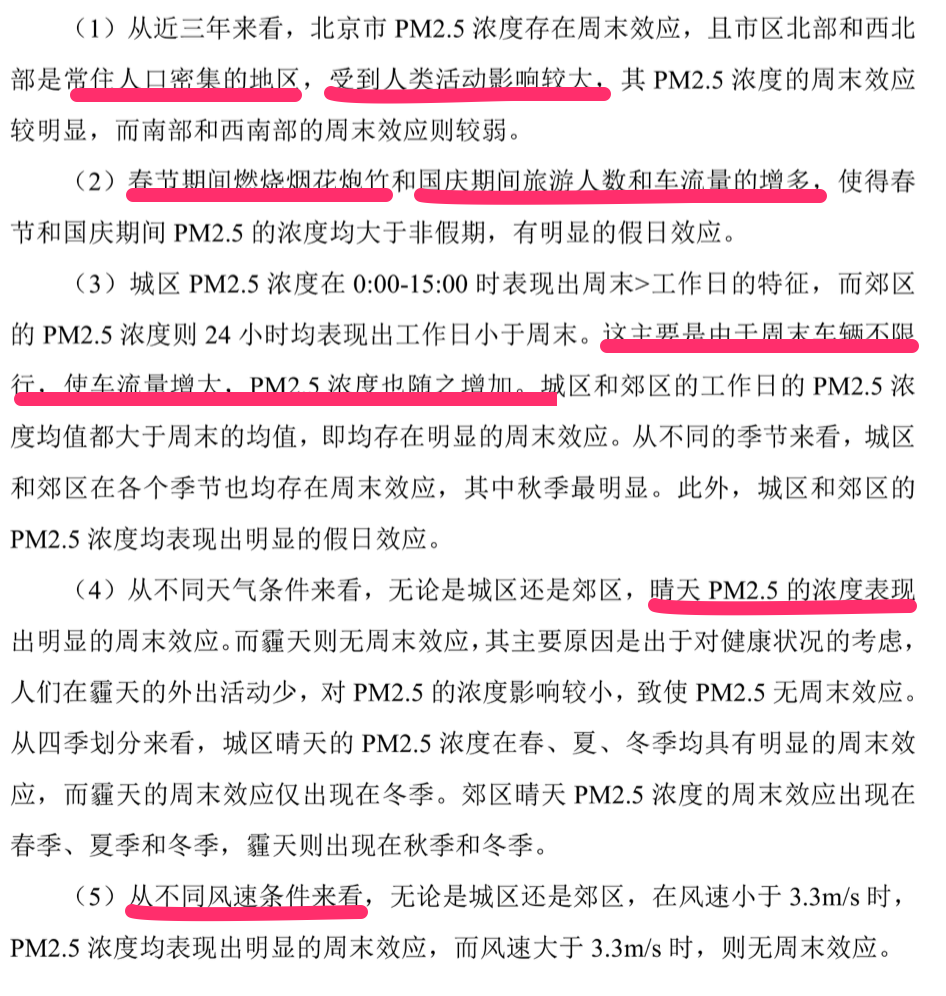 （1）从近三年来看，北京市 PM2.5 浓度存在周末效应，且市区北部和西北
部是常住人口密集的地区，受到人类活动影响较大，其 PM2.5 浓度的周末效应
较明显，而南部和西南部的周末效应则较弱。
（2）春节期间燃烧烟花炮竹和国庆期间旅游人数和车流量的增多，使得春
节和国庆期间 PM2.5 的浓度均大于非假期，有明显的假日效应。
（3）城区 PM2.5 浓度在 0:00-15:00 时表现出周末>工作日的特征，而郊区
的 PM2.5 浓度则 24 小时均表现出工作日小于周末。这主要是由于周末车辆不限
行，使车流量增大，PM2.5 浓度也随之增加。城区和郊区的工作日的 PM2.5 浓
度均值都大于周末的均值，即均存在明显的周末效应。从不同的季节来看，城区
和郊区在各个季节也均存在周末效应，其中秋季最明显。此外，城区和郊区的
PM2.5 浓度均表现出明显的假日效应。
（4）从不同天气条件来看，无论是城区还是郊区，晴天 PM2.5 的浓度表现
出明显的周末效应。而霾天则无周末效应，其主要原因是出于对健康状况的考虑，
人们在霾天的外出活动少，对 PM2.5 的浓度影响较小，致使 PM2.5 无周末效应。
从四季划分来看，城区晴天的 PM2.5 浓度在春、夏、冬季均具有明显的周末效
应，而霾天的周末效应仅出现在冬季。郊区晴天 PM2.5 浓度的周末效应出现在
春季、夏季和冬季，霾天则出现在秋季和冬季。
（5）从不同风速条件来看，无论是城区还是郊区，在风速小于 3.3m/s 时，
PM2.5 浓度均表现出明显的周末效应，而风速大于 3.3m/s 时，则无周末效应。